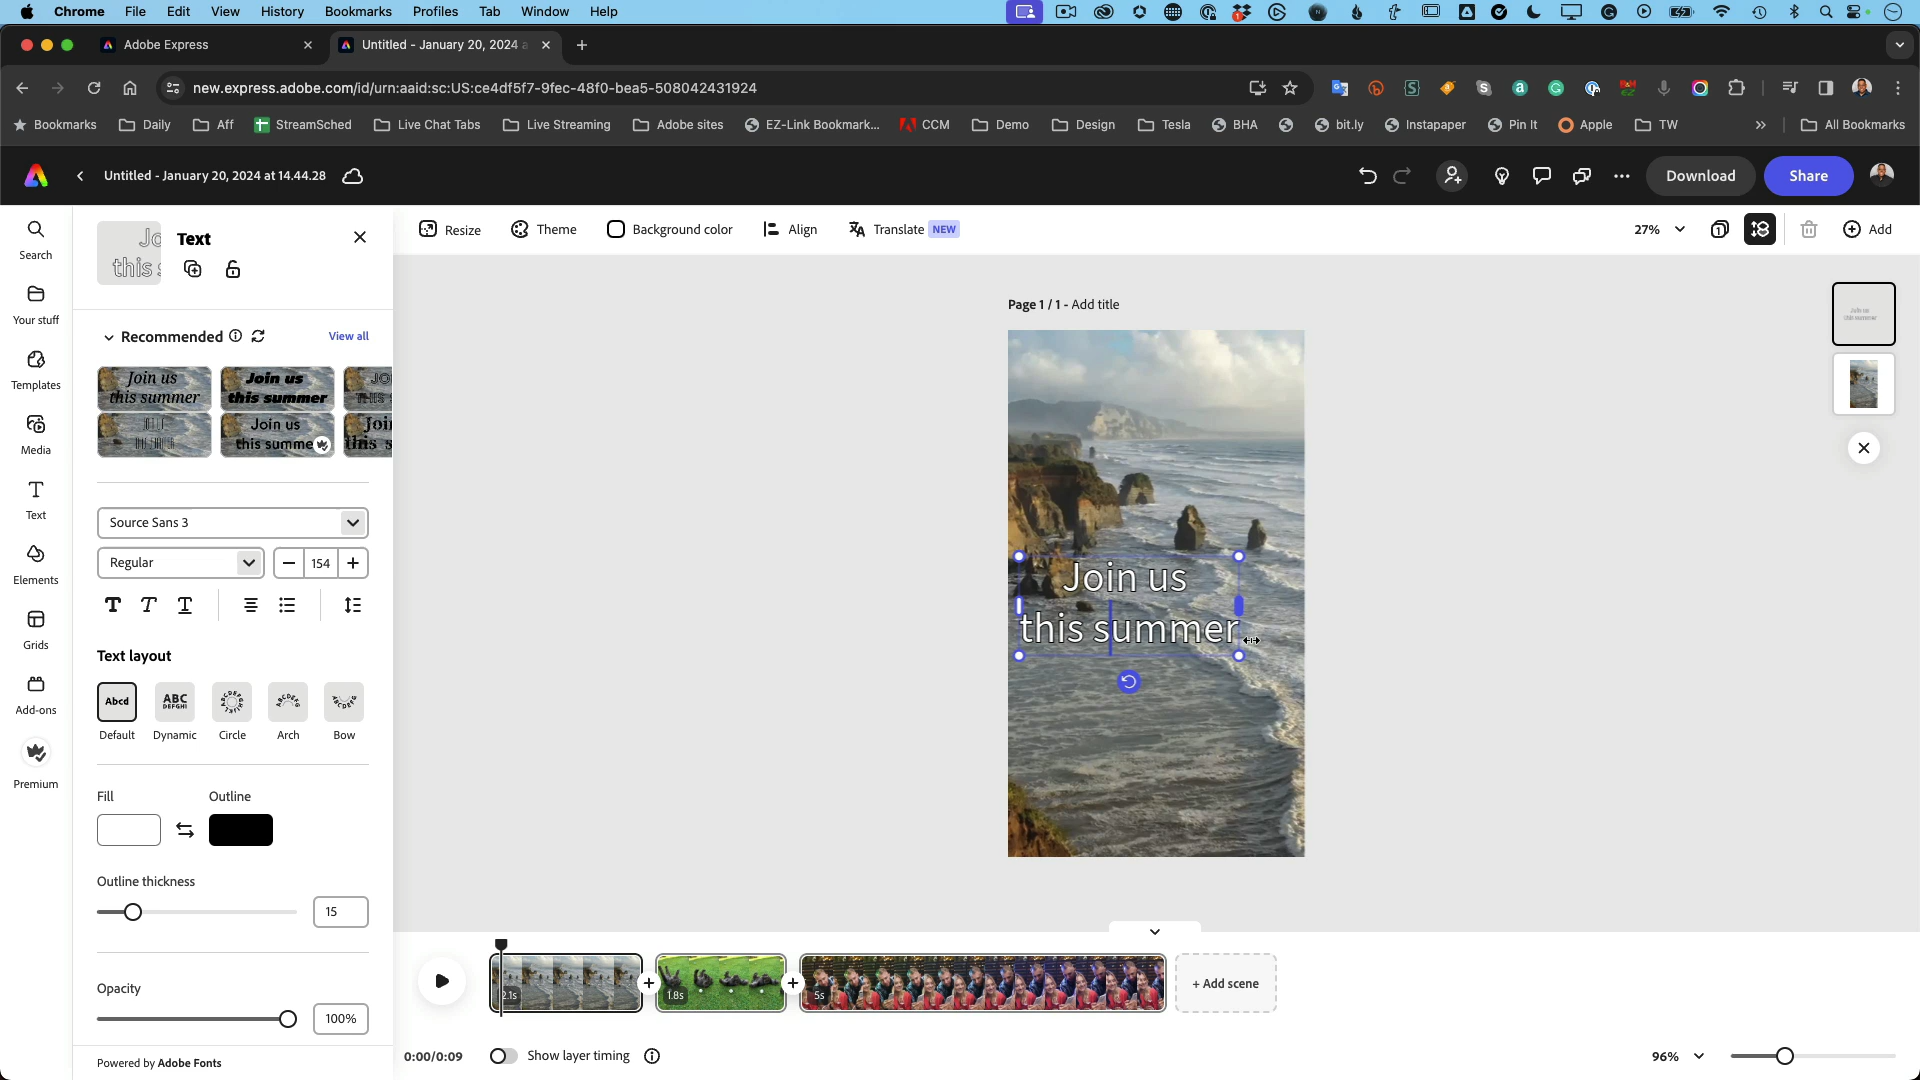 Chrome File Edit View History Bookmarks Profiles Tab Window Help
Adobe Express
Untitled - January 20, 2024 a
new.express.adobe.com/id/urn:aaid:sc:US:ce4df5f7-9fec-48f0-bea5-508042431924
Bookmarks Daily Aff StreamSched Live Chat Tabs Live Streaming Adobe sites EZ-Link Bookmark... CCM Demo Design Tesla BHA bit.ly Instapaper Pin It Apple TW » All Bookmarks
Untitled - January 20, 2024 at 14.44.28
Download
Share
Search
Your stuff
Templates
Media
Text
Elements
Grids
Add-ons
Premium
Text
Recommended
View all
Join us
this summer
Join us
this summer
Join us
this summe
Source Sans 3
Regular
154
Text layout
Abcd
ABC
DEFGHI
Default Dynamic Circle Arch Bow
Fill Outline
Outline thickness
15
Opacity
100%
Powered by Adobe Fonts
Resize Theme Background color Align Translate NEW
27%
1
Add
Page 1 / 1 - Add title
Join us
this summer
Join us
this summer
2.1s
1.8s
5s
+ Add scene
0:00/0:09
Show layer timing
96%